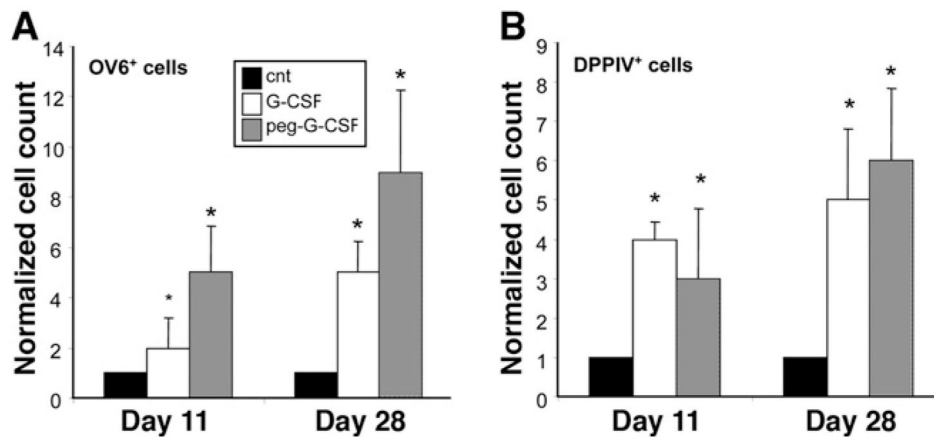 A
OV6⁺ cells
cnt
G-CSF
peg-G-CSF
Normalized cell count
14
12
10
8
6
4
2
0
* * * *
Day 11 Day 28
B
DPPIV⁺ cells
Normalized cell count
9
8
7
6
5
4
3
2
1
0
* * * *
Day 11 Day 28